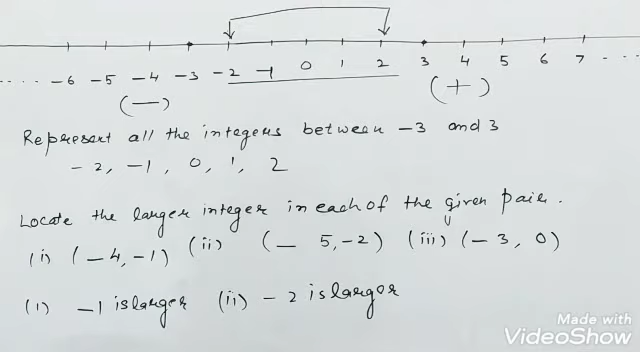 .... -6 -5 -4 -3 -2 -1 0 1 2 3 4 5 6 7 ....
(-) (+)
Represent all the integers between -3 and 3
-2, -1, 0, 1, 2
Locate the larger integer in each of the given pair.
(i) (-4, -1) (ii) (- 5, -2) (iii) (-3, 0)
(i) -1 is larger (ii) -2 is larger
Made with
VideoShow